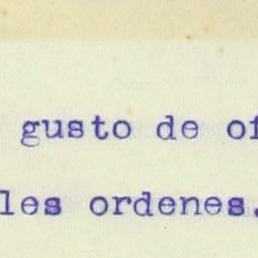 gusto de of
les ordenes.